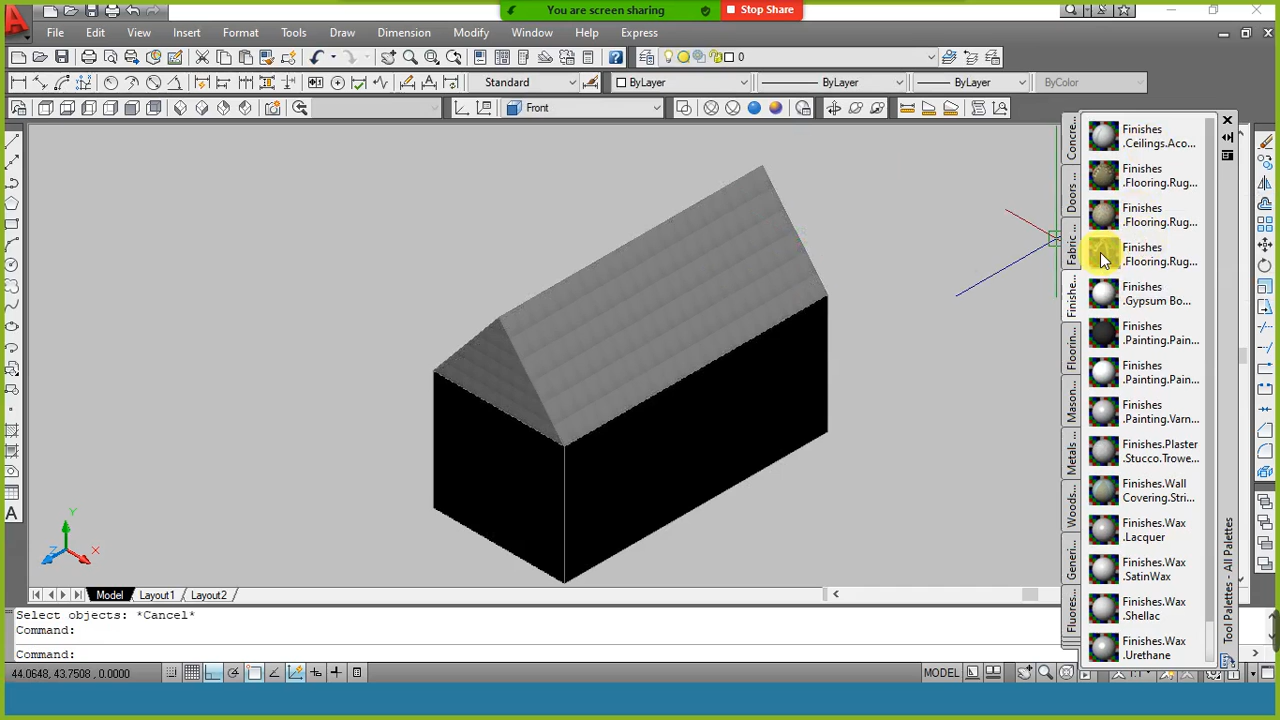 You are screen sharing
Stop Share
File Edit View Insert Format Tools Draw Dimension Modify Window Help Express
0
Standard ByLayer ByLayer ByLayer ByColor
Front
Concre...
Doors ...
Fabric ...
Finishe...
Floorin...
Mason...
Metals ...
Woods...
Generi...
Fluores...
Finishes
.Ceilings.Aco...
Finishes
.Flooring.Rug...
Finishes
.Flooring.Rug...
Finishes
.Flooring.Rug...
Finishes
.Gypsum Bo...
Finishes
.Painting.Pain...
Finishes
.Painting.Pain...
Finishes
.Painting.Varn...
Finishes.Plaster
.Stucco.Trowe...
Finishes.Wall
Covering.Stri...
Finishes.Wax
.Lacquer
Finishes.Wax
.SatinWax
Finishes.Wax
.Shellac
Finishes.Wax
.Urethane
Tool Palettes - All Palettes
Y
Z
X
Model Layout1 Layout2
Select objects: *Cancel*
Command:
Command:
44.0648, 43.7508, 0.0000
MODEL
1:1